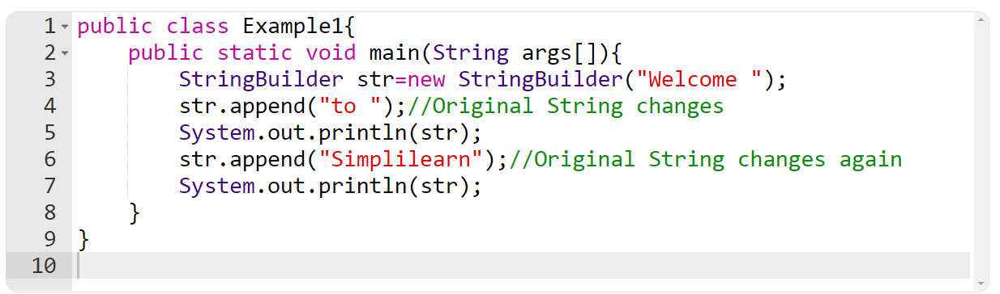 1 public class Example1{
2     public static void main(String args[]){
3         StringBuilder str=new StringBuilder("Welcome ");
4         str.append("to ");//Original String changes
5         System.out.println(str);
6         str.append("Simplilearn");//Original String changes again
7         System.out.println(str);
8     }
9 }
10